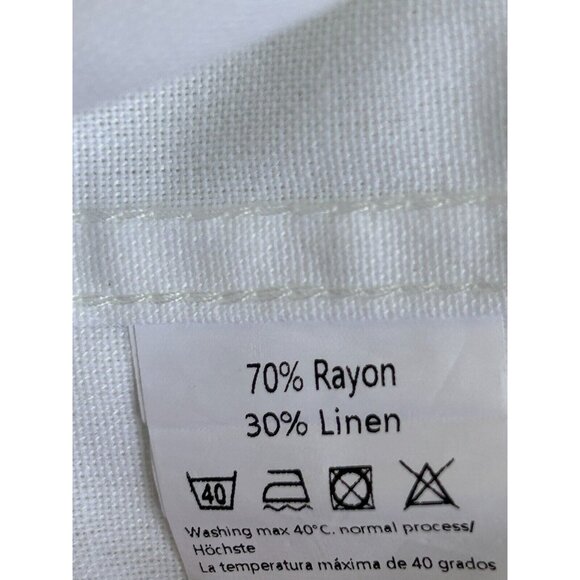 70% Rayon
30% Linen
40
Washing max 40°C. normal process/
Höchste
La temperatura máxima de 40 grados